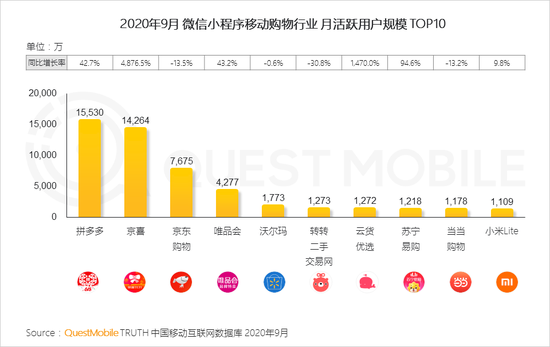 2020年9月 微信小程序移动购物行业 月活跃用户规模 TOP10
单位：万
同比增长率 42.7% 4,876.5% -13.5% 43.2% -0.6% -30.8% 1,470.0% 94.6% -13.2% 9.8%
20,000
15,000
10,000
5,000
0
15,530 14,264 7,675 4,277 1,773 1,273 1,272 1,218 1,178 1,109
拼多多 京喜 京东 唯品会 沃尔玛 转转 云货 苏宁 当当 小米Lite
购物 二手 优选 易购 购物
交易网
唯品会
QUEST MOBILE
Source：QuestMobile TRUTH 中国移动互联网数据库 2020年9月